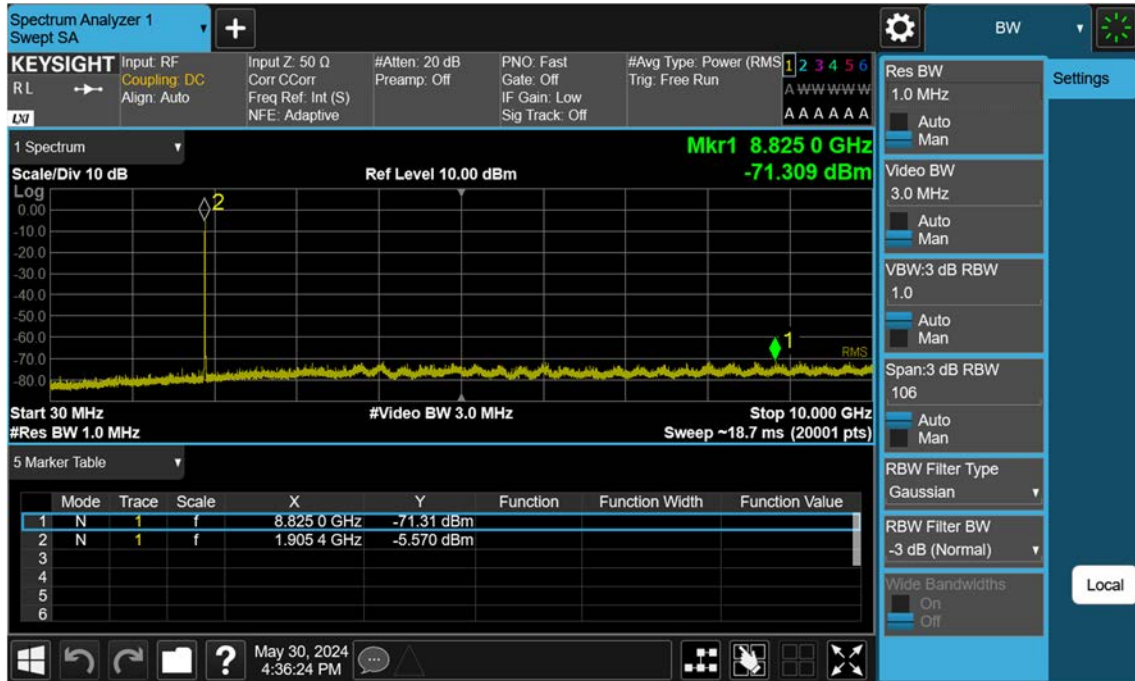 Spectrum Analyzer 1
Swept SA
+
BW
KEYSIGHT
R L
LXI
Input: RF
Coupling: DC
Align: Auto
Input Z: 50 Ω
Corr CCorr
Freq Ref: Int (S)
NFE: Adaptive
#Atten: 20 dB
Preamp: Off
PNO: Fast
Gate: Off
IF Gain: Low
Sig Track: Off
#Avg Type: Power (RMS
Trig: Free Run
1 2 3 4 5 6
A W W W W W
A A A A A A
1 Spectrum
Mkr1 8.825 0 GHz
Scale/Div 10 dB Ref Level 10.00 dBm -71.309 dBm
Log
0.00
-10.0
-20.0
-30.0
-40.0
-50.0
-60.0
-70.0
-80.0
2
1
RMS
Start 30 MHz #Video BW 3.0 MHz Stop 10.000 GHz
#Res BW 1.0 MHz Sweep ~18.7 ms (20001 pts)
5 Marker Table
Mode Trace Scale X Y Function Function Width Function Value
1 N 1 f 8.825 0 GHz -71.31 dBm
2 N 1 f 1.905 4 GHz -5.570 dBm
3
4
5
6
Res BW
1.0 MHz
Auto
Man
Video BW
3.0 MHz
Auto
Man
VBW:3 dB RBW
1.0
Auto
Man
Span:3 dB RBW
106
Auto
Man
RBW Filter Type
Gaussian
RBW Filter BW
-3 dB (Normal)
Wide Bandwidths
On
Off
Settings
Local
?
May 30, 2024
4:36:24 PM